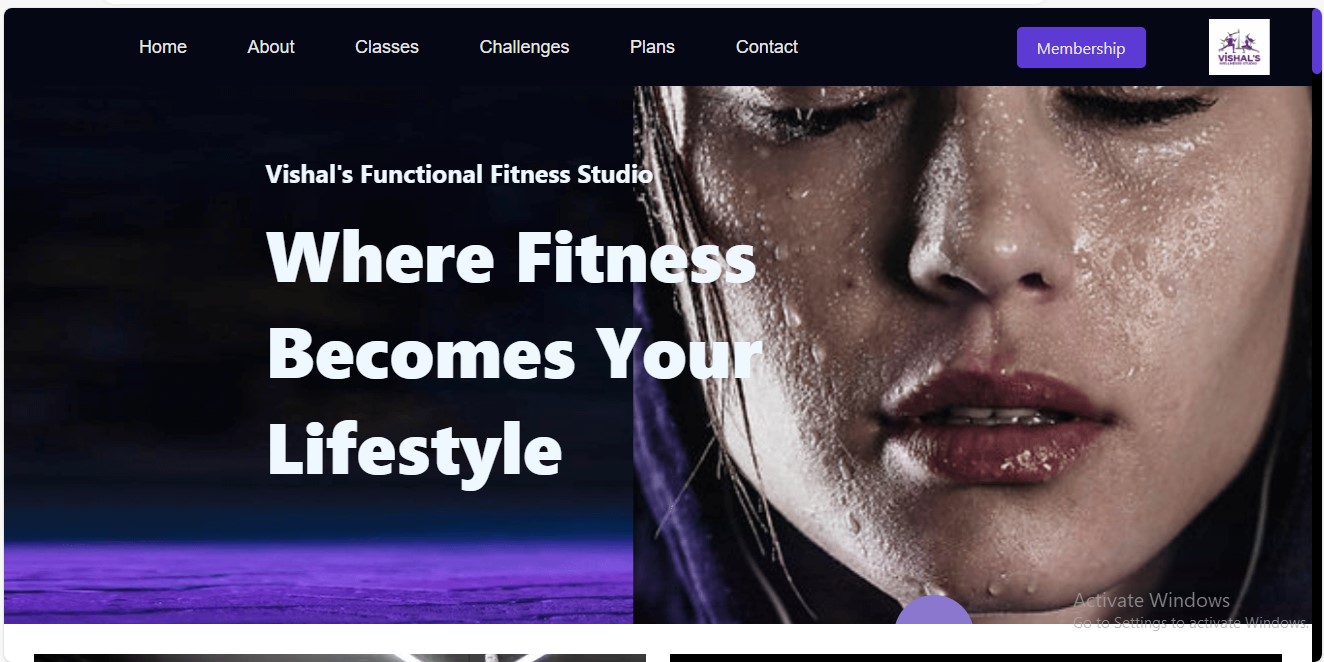 Home About Classes Challenges Plans Contact Membership
VISHAL'S
Vishal's Functional Fitness Studio
Where Fitness
Becomes Your
Lifestyle
Activate Windows
Go to Settings to activate Windows.